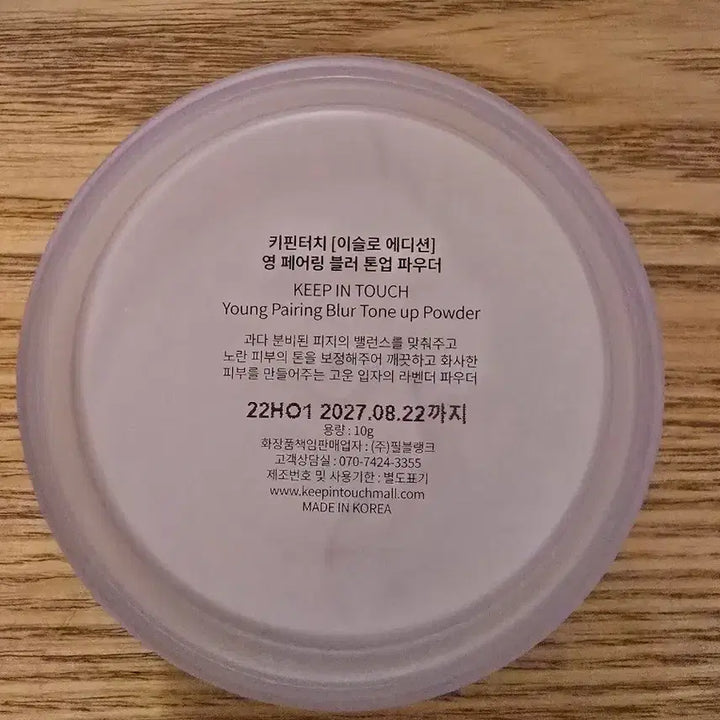 키핀터치 [이슬로 에디션]
영 페어링 블러 톤업 파우더
KEEP IN TOUCH
Young Pairing Blur Tone up Powder
과다 분비된 피지의 밸런스를 맞춰주고
노란 피부의 톤을 보정해주어 깨끗하고 화사한
피부를 만들어주는 고운 입자의 라벤더 파우더
22HO1 2027.08.22까지
용량 : 10g
화장품책임판매업자 : (주)필블랭크
고객상담실 : 070-7424-3355
제조번호 및 사용기한 : 별도표기
www.keepintouchmall.com
MADE IN KOREA